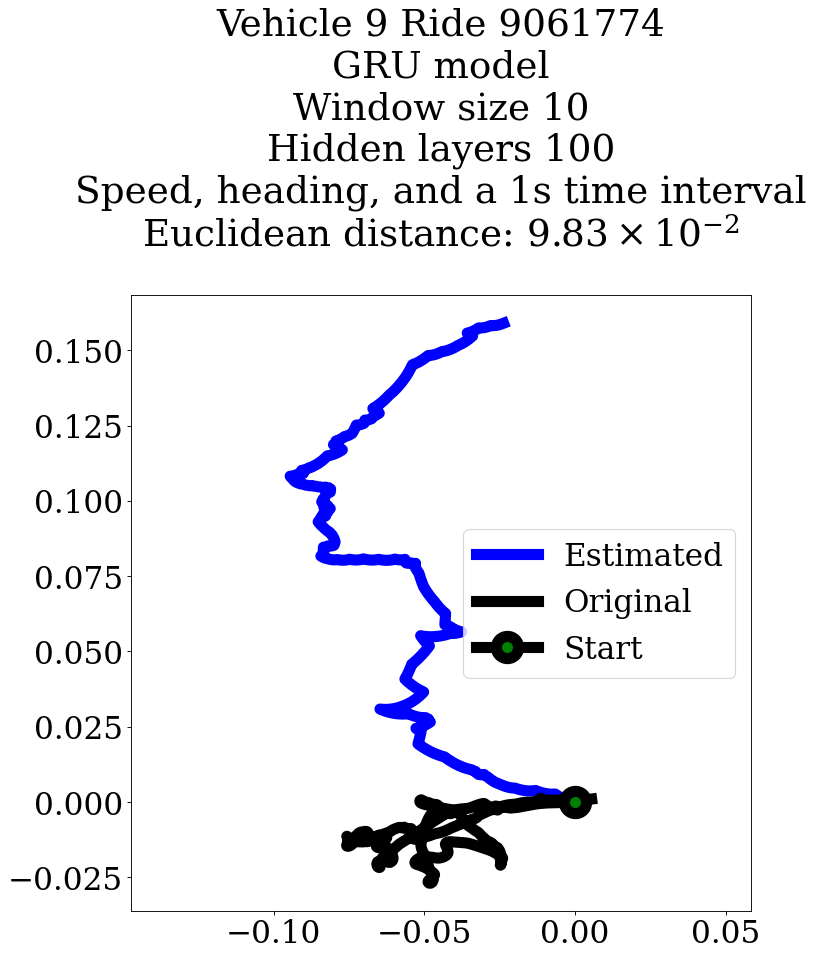 Vehicle 9 Ride 9061774
GRU model
Window size 10
Hidden layers 100
Speed, heading, and a 1s time interval
Euclidean distance: 9.83 × 10⁻²
0.150
0.125
0.100
0.075
0.050
0.025
0.000
−0.025
Estimated
Original
Start
−0.10
−0.05
0.00
0.05